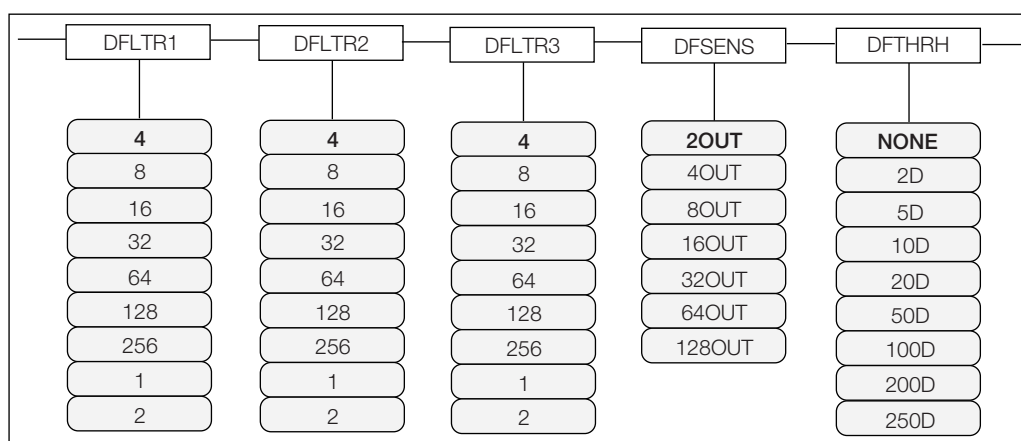 DFLTR1 DFLTR2 DFLTR3 DFSENS DFTHRH
4 4 4 2OUT NONE
8 8 8 4OUT 2D
16 16 16 8OUT 5D
32 32 32 16OUT 10D
64 64 64 32OUT 20D
128 128 128 64OUT 50D
256 256 256 128OUT 100D
1 1 1 200D
2 2 2 250D